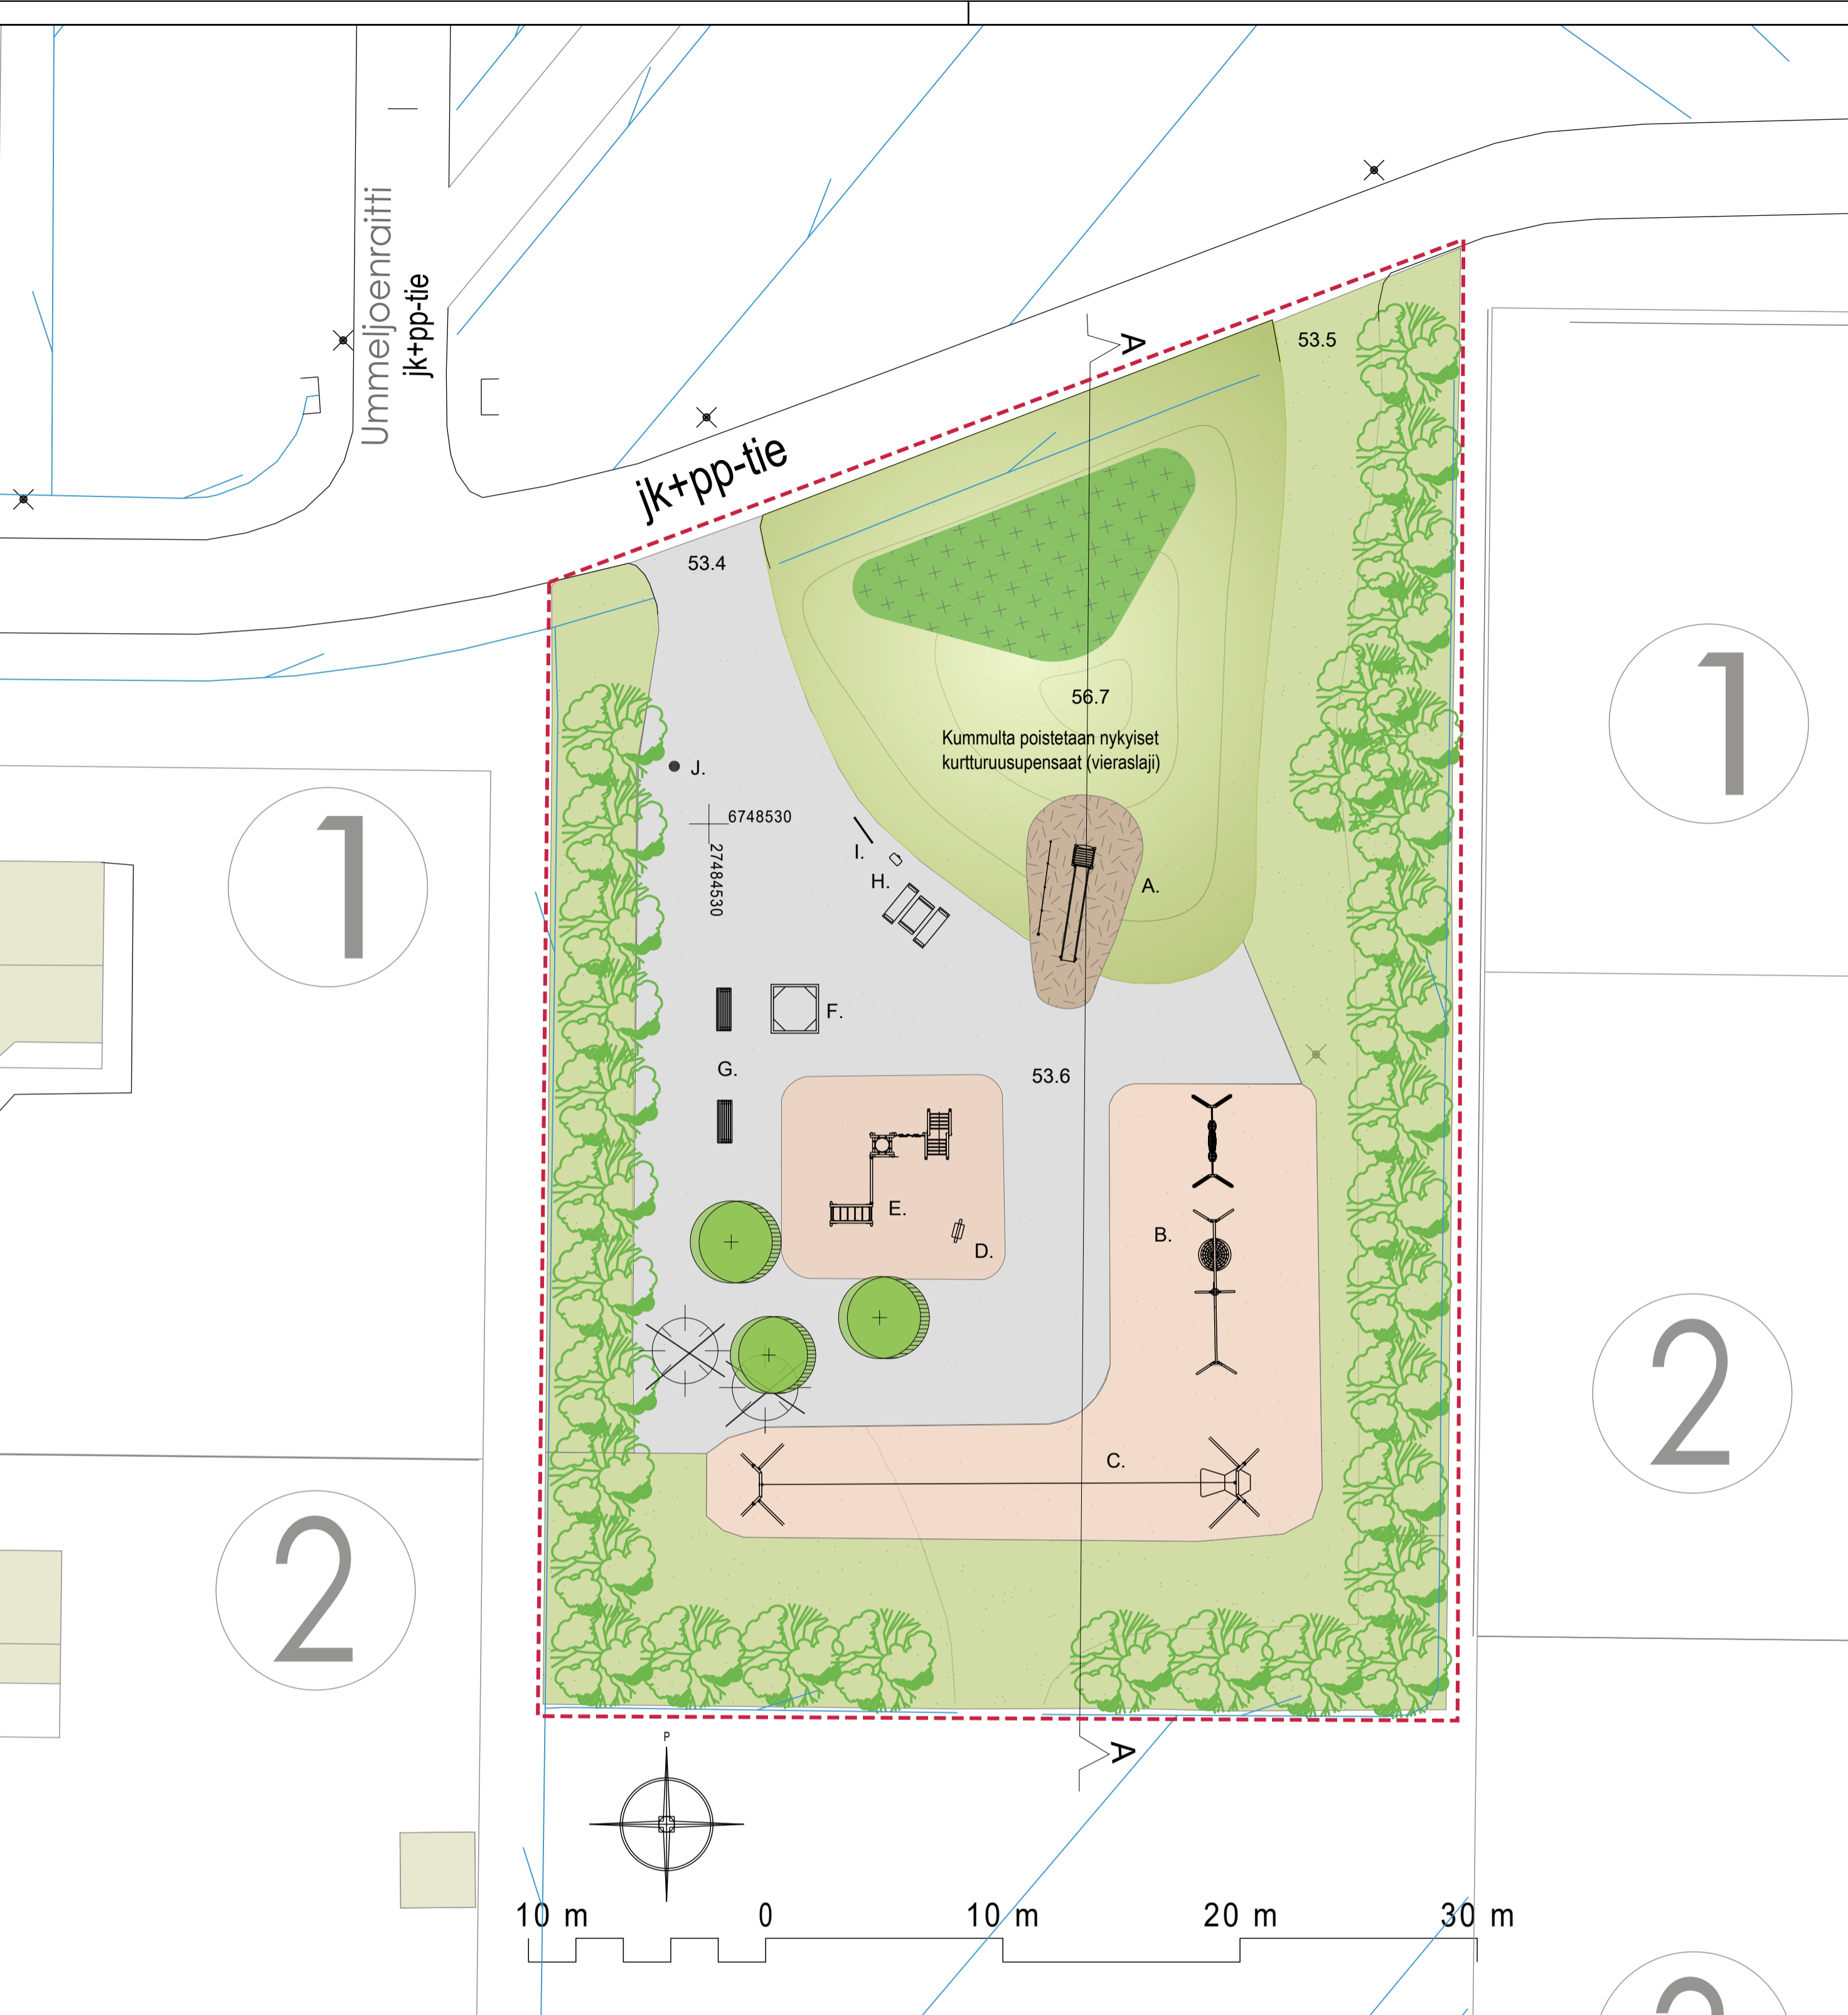 Ummeljoenraitti
jk+pp-tie
A
53.5
jk+pp-tie
53.4
56.7
Kummulta poistetaan nykyiset
kurtturuusupensaat (vieraslaji)
1
1
J.
6748530
27484530
I.
H.
A.
F.
G.
53.6
E.
D.
B.
C.
2
2
A
P
10 m 0 10 m 20 m 30 m